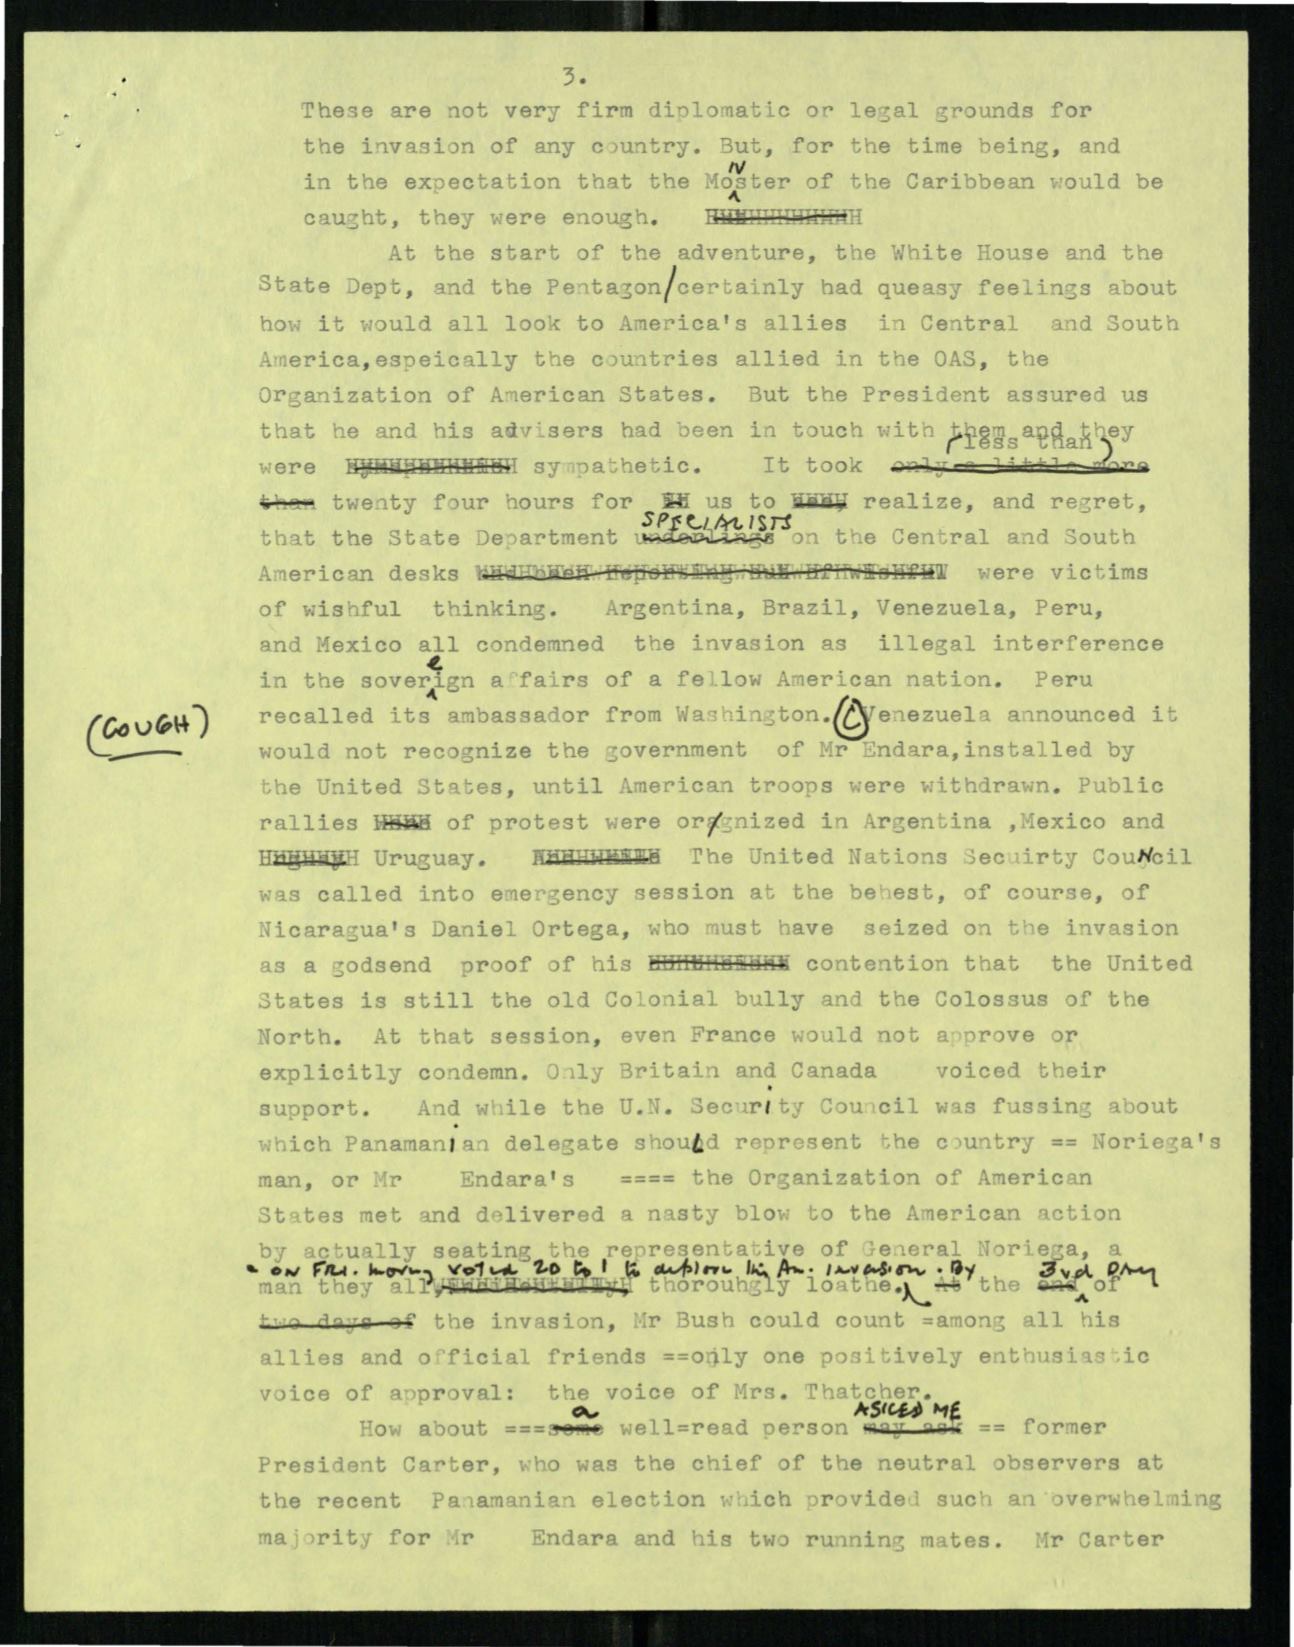 3.
These are not very firm diplomatic or legal grounds for
the invasion of any country. But, for the time being, and
N
in the expectation that the Moster of the Caribbean would be
caught, they were enough.
At the start of the adventure, the White House and the
State Dept, and the Pentagon/certainly had queasy feelings about
how it would all look to America's allies in Central and South
America,espeically the countries allied in the OAS, the
Organization of American States. But the President assured us
that he and his advisers had been in touch with them and they
(less than)
were sympathetic. It took only a little more
than twenty four hours for us to realize, and regret,
SPECIALISTS
that the State Department underlings on the Central and South
American desks were victims
of wishful thinking. Argentina, Brazil, Venezuela, Peru,
and Mexico all condemned the invasion as illegal interference
e
in the soverign affairs of a fellow American nation. Peru
(COUGH) recalled its ambassador from Washington. (C) Venezuela announced it
would not recognize the government of Mr Endara,installed by
the United States, until American troops were withdrawn. Public
rallies of protest were oragnized in Argentina ,Mexico and
Uruguay. The United Nations Secuirty CouNcil
was called into emergency session at the behest, of course, of
Nicaragua's Daniel Ortega, who must have seized on the invasion
as a godsend proof of his contention that the United
States is still the old Colonial bully and the Colossus of the
North. At that session, even France would not approve or
explicitly condemn. Only Britain and Canada voiced their
support. And while the U.N. Security Council was fussing about
which Panamanian delegate should represent the country == Noriega's
man, or Mr Endara's ==== the Organization of American
States met and delivered a nasty blow to the American action
by actually seating the representative of General Noriega, a
- on FRI. having voted 20 to 1 to deplore the Am. invasion. By 3rd Day
man they all thorouhgly loathe. At the end of
two days of the invasion, Mr Bush could count =among all his
allies and official friends ==only one positively enthusiastic
voice of approval: the voice of Mrs. Thatcher.
a ASKED ME
How about ===some well=read person may ask == former
President Carter, who was the chief of the neutral observers at
the recent Panamanian election which provided such an overwhelming
majority for Mr Endara and his two running mates. Mr Carter